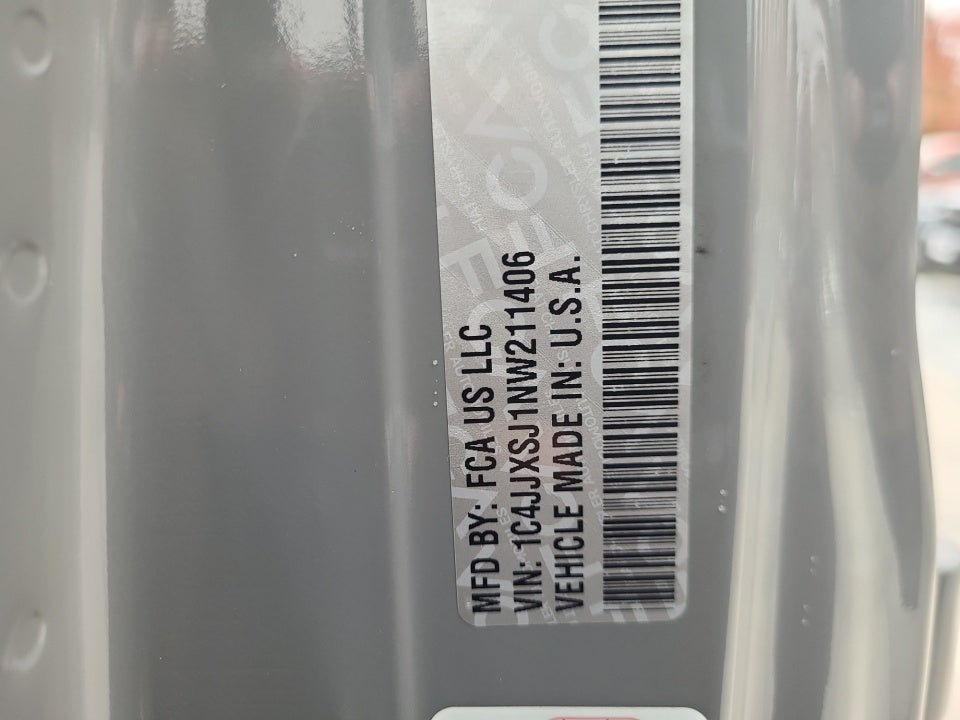 MFD BY: FCA US LLC
VIN: 1C4JJXSJ1NW211406
VEHICLE MADE IN: U.S.A.